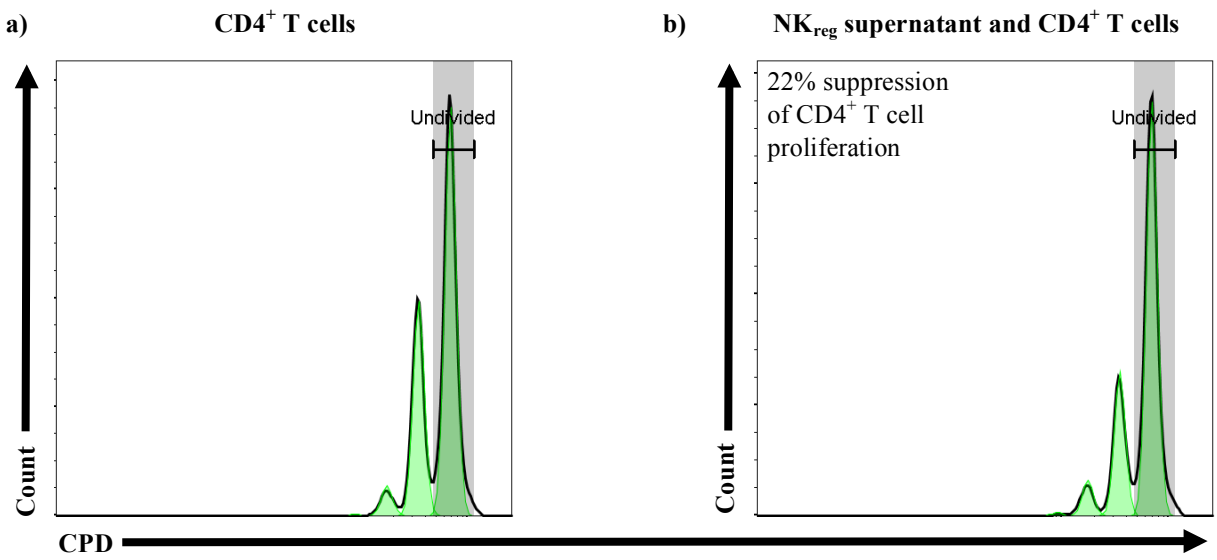 a)
CD4⁺ T cells
b)
NKreg supernatant and CD4⁺ T cells
Undivided
Count
22% suppression
of CD4⁺ T cell
proliferation
Undivided
Count
CPD